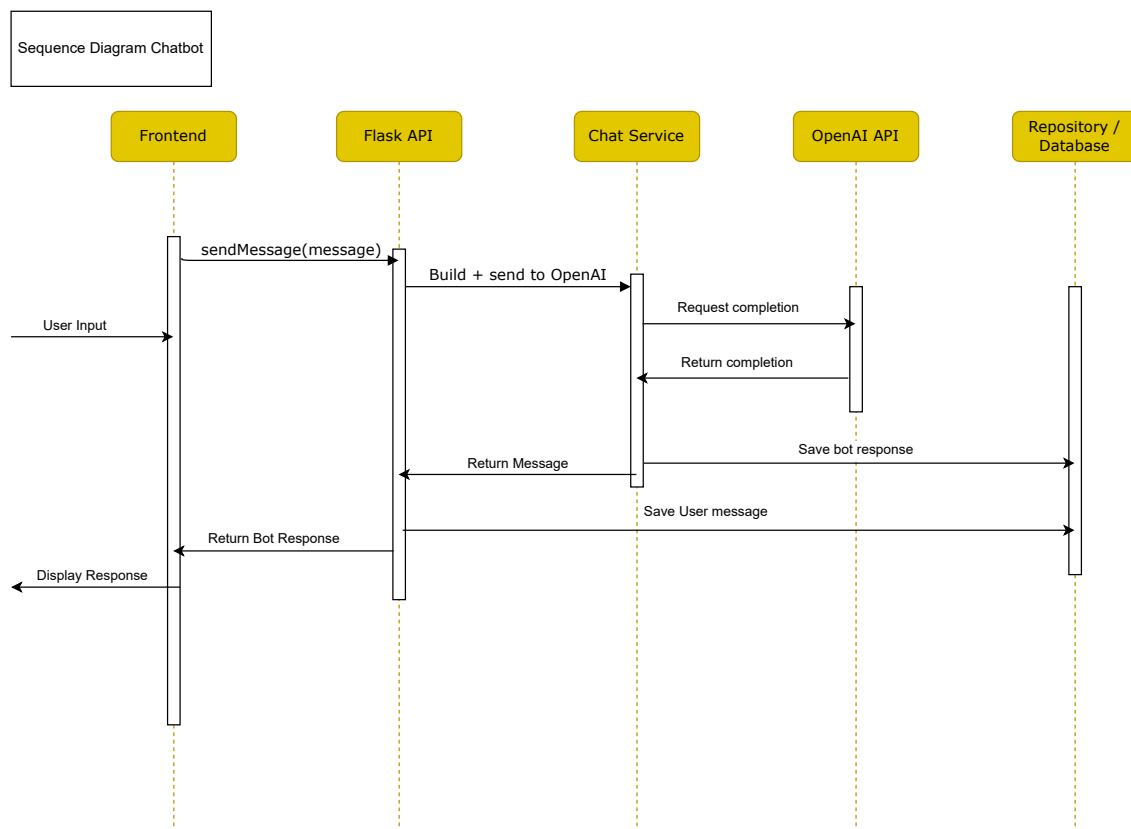 Sequence Diagram Chatbot
Frontend
Flask API
Chat Service
OpenAI API
Repository /
Database
sendMessage(message)
Build + send to OpenAI
Request completion
User Input
Return completion
Save bot response
Return Message
Save User message
Return Bot Response
Display Response